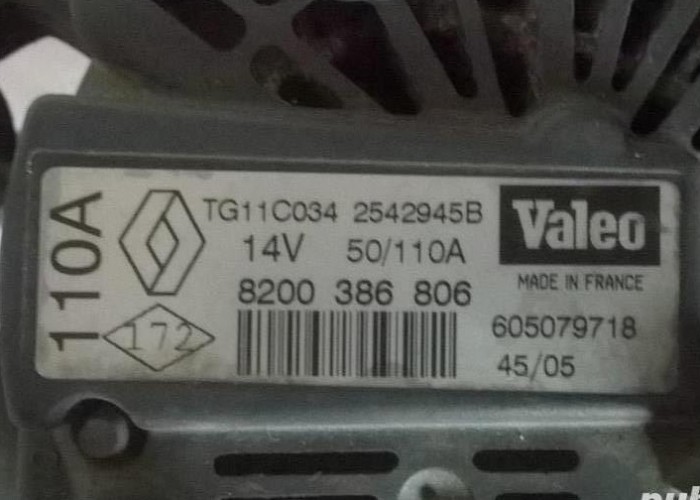 110A
TG11C034 2542945B
14V 50/110A
8200 386 806
172
Valeo
MADE IN FRANCE
605079718
45/05